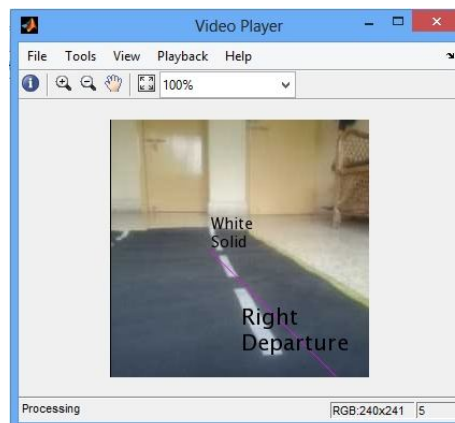 Video Player
File Tools View Playback Help
100%
White
Solid
Right
Departure
Processing
RGB:240x241 5